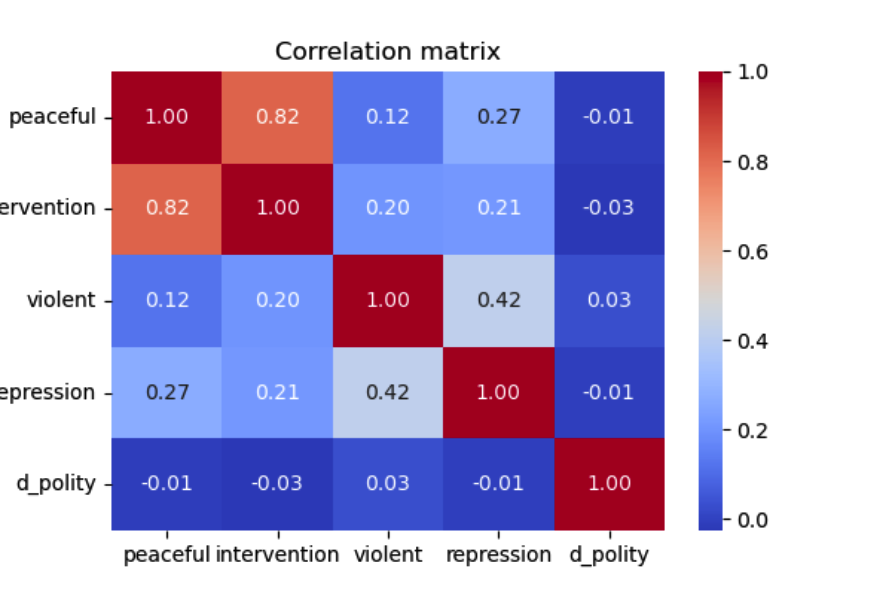 Correlation matrix
peaceful 1.00 0.82 0.12 0.27 -0.01
ervention 0.82 1.00 0.20 0.21 -0.03
violent 0.12 0.20 1.00 0.42 0.03
epression 0.27 0.21 0.42 1.00 -0.01
d_polity -0.01 -0.03 0.03 -0.01 1.00
peaceful intervention violent repression d_polity
1.0
0.8
0.6
0.4
0.2
0.0